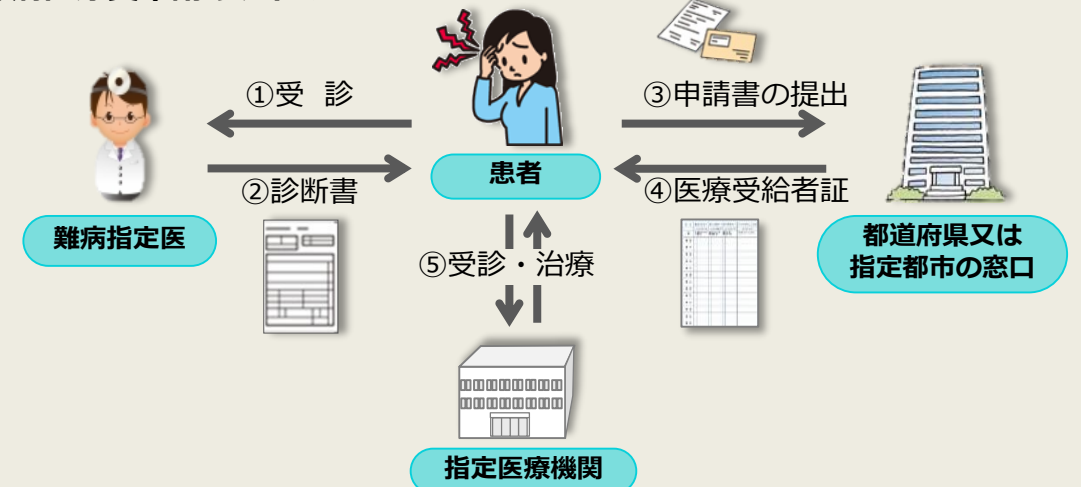 ①受 診
③申請書の提出
患者
②診断書
④医療受給者証
難病指定医
都道府県又は
指定都市の窓口
⑤受診・治療
指定医療機関